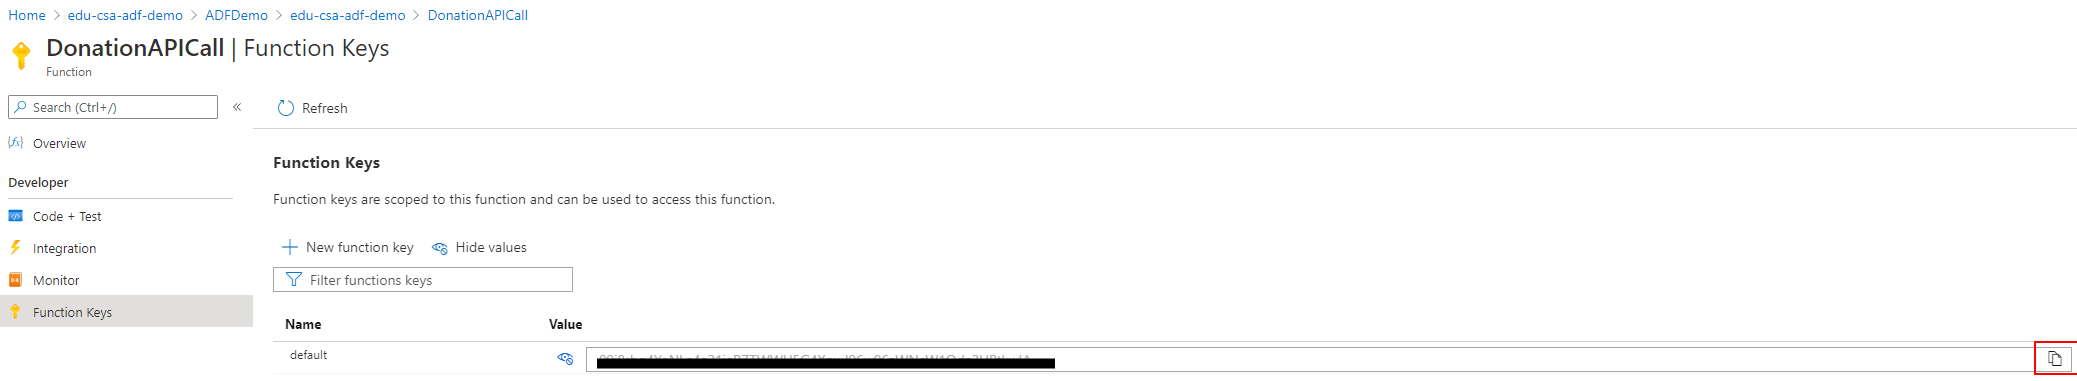 Home > edu-csa-adf-demo > ADFDemo > edu-csa-adf-demo > DonationAPICall
DonationAPICall | Function Keys
Function
Search (Ctrl+/)
«
Refresh
Overview
Developer
Code + Test
Integration
Monitor
Function Keys
Function Keys
Function keys are scoped to this function and can be used to access this function.
New function key
Hide values
Filter functions keys
Name
Value
default